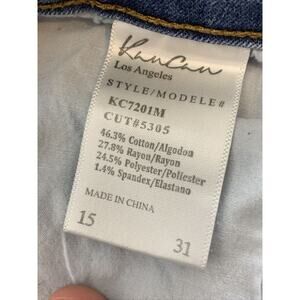 KanCan
Los Angeles
STYLE/MODELE#
KC7201M
CUT#5305
46.3% Cotton/Algodon
27.8% Rayon/Rayon
24.5% Polyester/Poliester
1.4% Spandex/Elastano
MADE IN CHINA
15 31